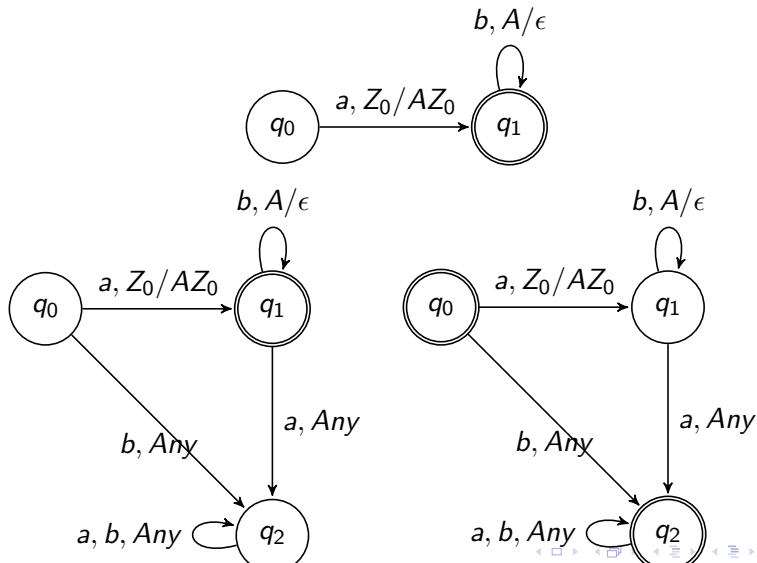 b, A/ϵ
q₀
a, Z₀/AZ₀
q₁
b, A/ϵ
b, A/ϵ
q₀
a, Z₀/AZ₀
q₁
q₀
a, Z₀/AZ₀
q₁
b, Any
a, Any
b, Any
a, Any
a, b, Any
q₂
a, b, Any
q₂